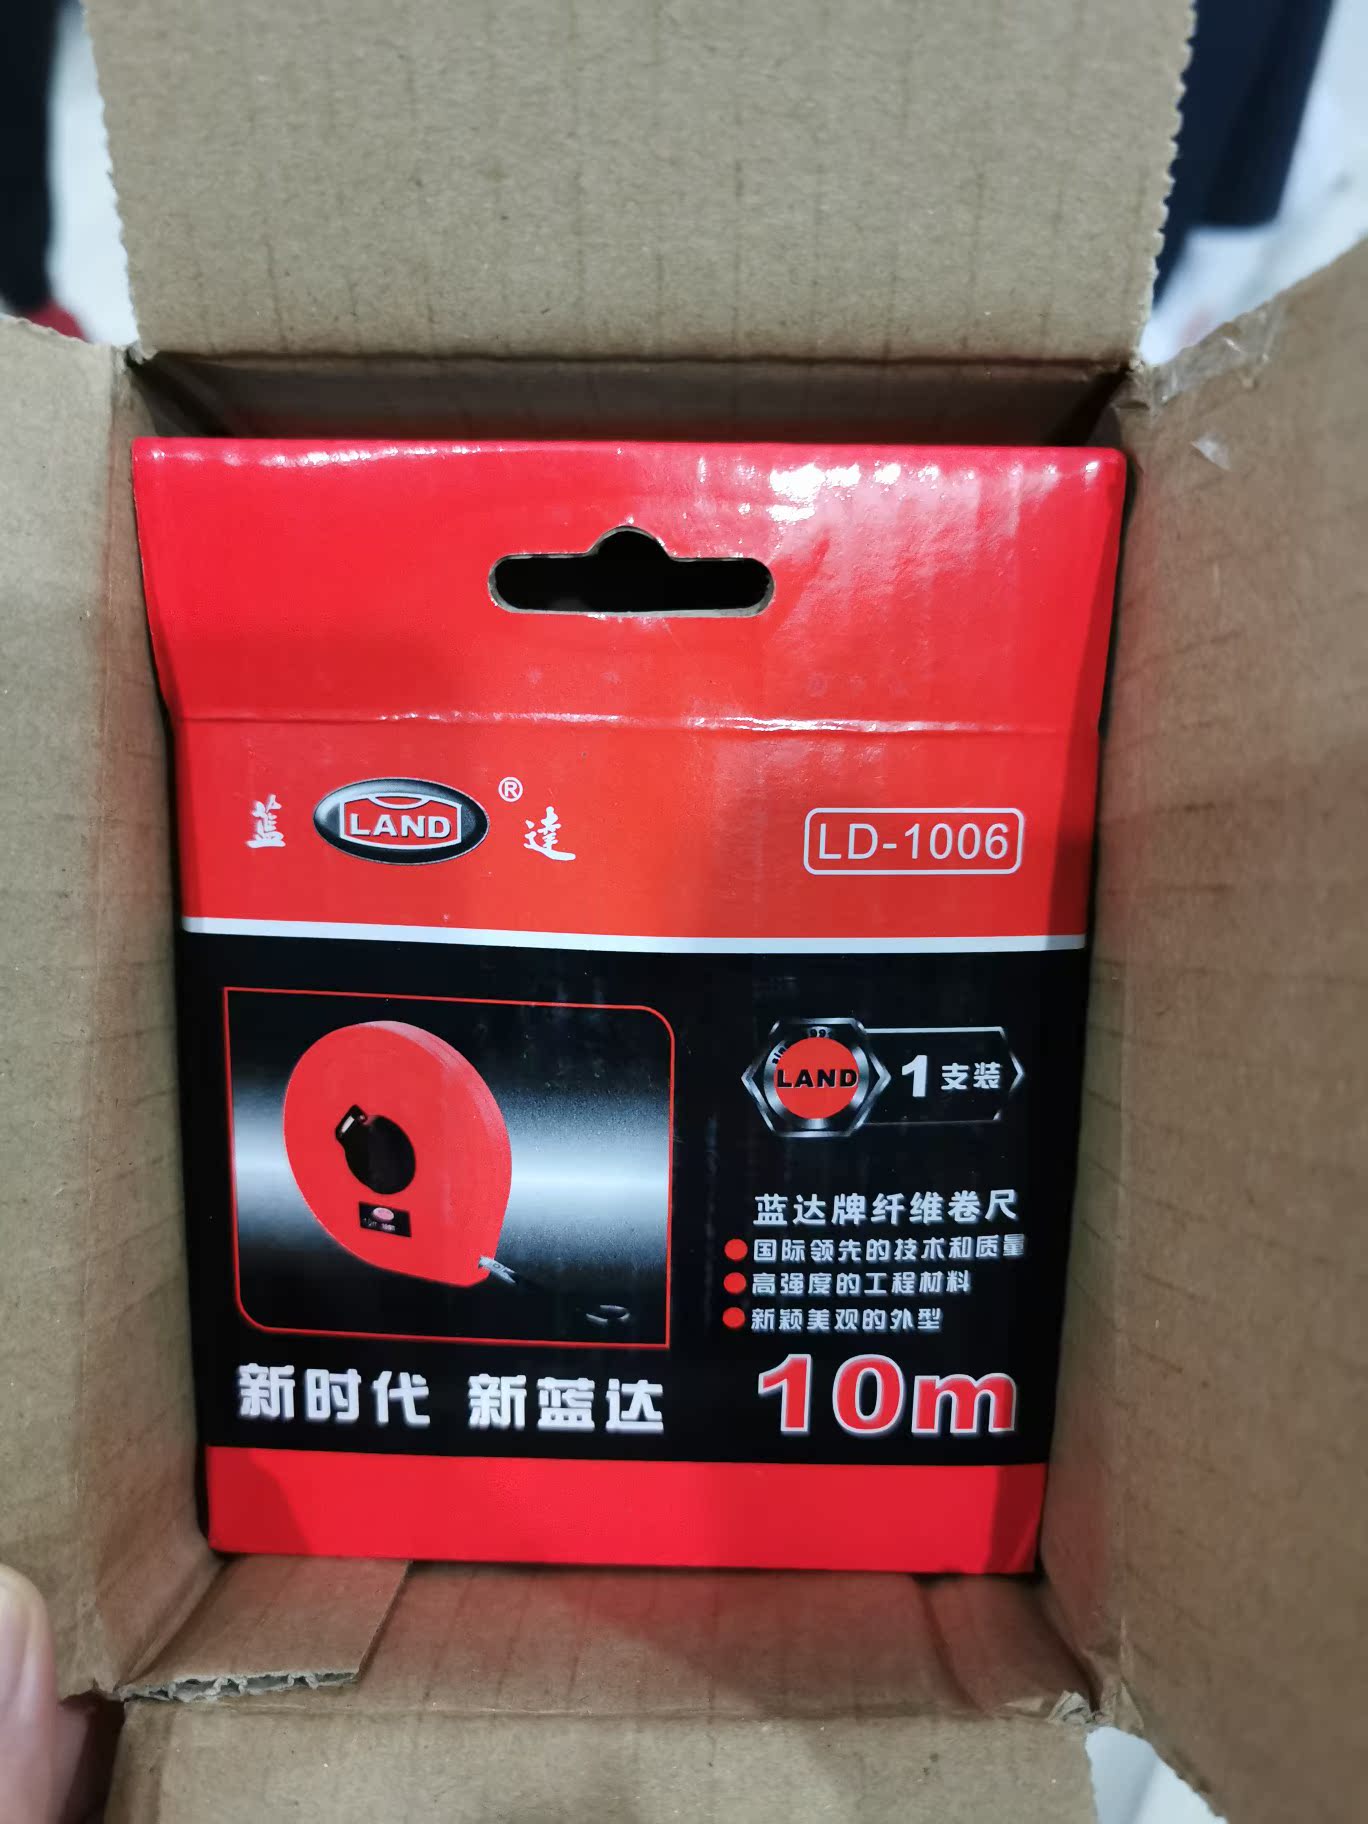 蓝 LAND ® 達
LD-1006
LAND 1支装
蓝达牌纤维卷尺
国际领先的技术和质量
高强度的工程材料
新颖美观的外型
新时代 新蓝达
10m